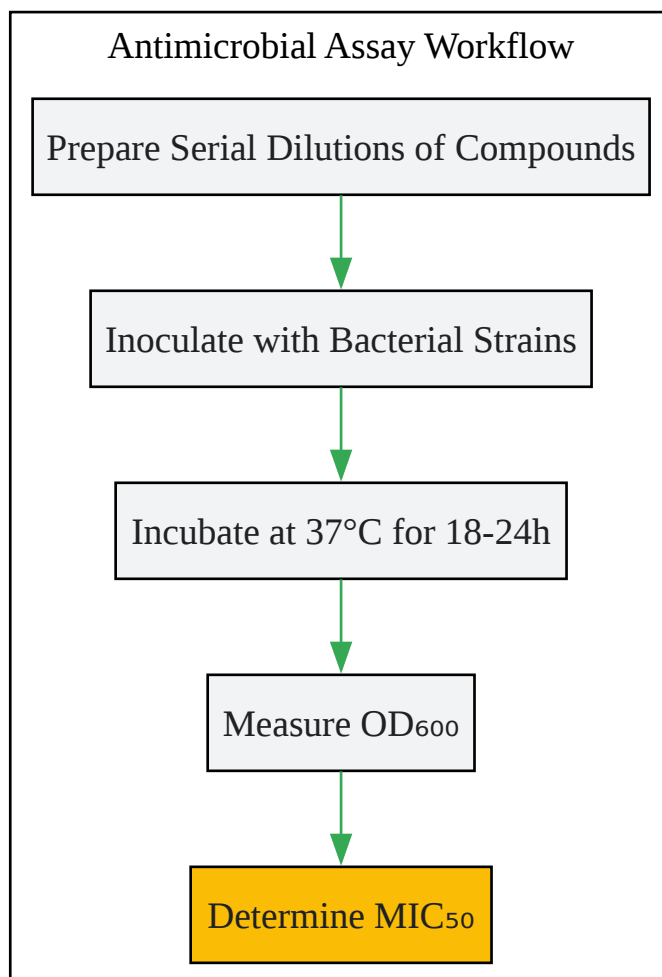 Antimicrobial Assay Workflow
Prepare Serial Dilutions of Compounds
Inoculate with Bacterial Strains
Incubate at 37°C for 18-24h
Measure OD₆₀₀
Determine MIC₅₀